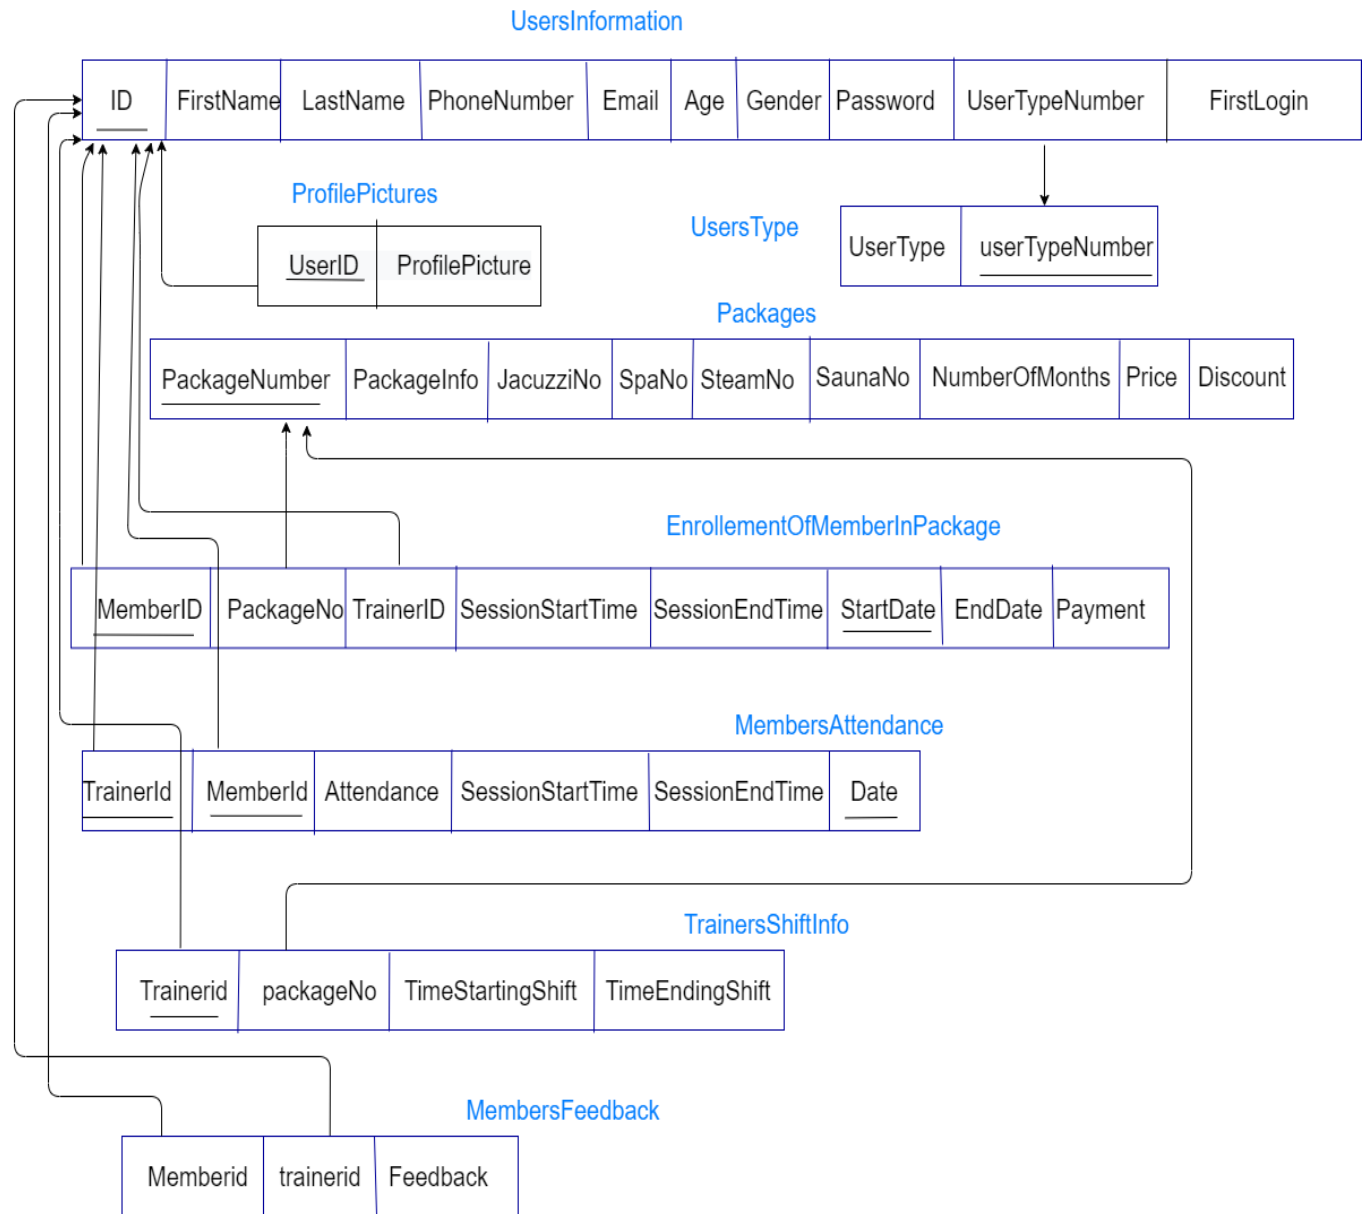 UsersInformation
ID FirstName LastName PhoneNumber Email Age Gender Password UserTypeNumber FirstLogin
ProfilePictures
UserID ProfilePicture
UsersType
UserType userTypeNumber
Packages
PackageNumber PackageInfo JacuzziNo SpaNo SteamNo SaunaNo NumberOfMonths Price Discount
EnrollementOfMemberInPackage
MemberID PackageNo TrainerID SessionStartTime SessionEndTime StartDate EndDate Payment
MembersAttendance
TrainerId MemberId Attendance SessionStartTime SessionEndTime Date
TrainersShiftInfo
Trainerid packageNo TimeStartingShift TimeEndingShift
MembersFeedback
Memberid trainerid Feedback